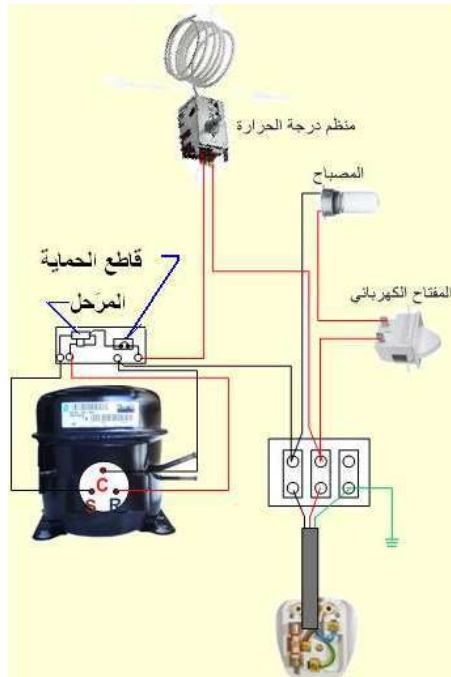 منظم درجة الحرارة
المصباح
قاطع الحماية
المرحل
المفتاح الكهربائي
C
S R